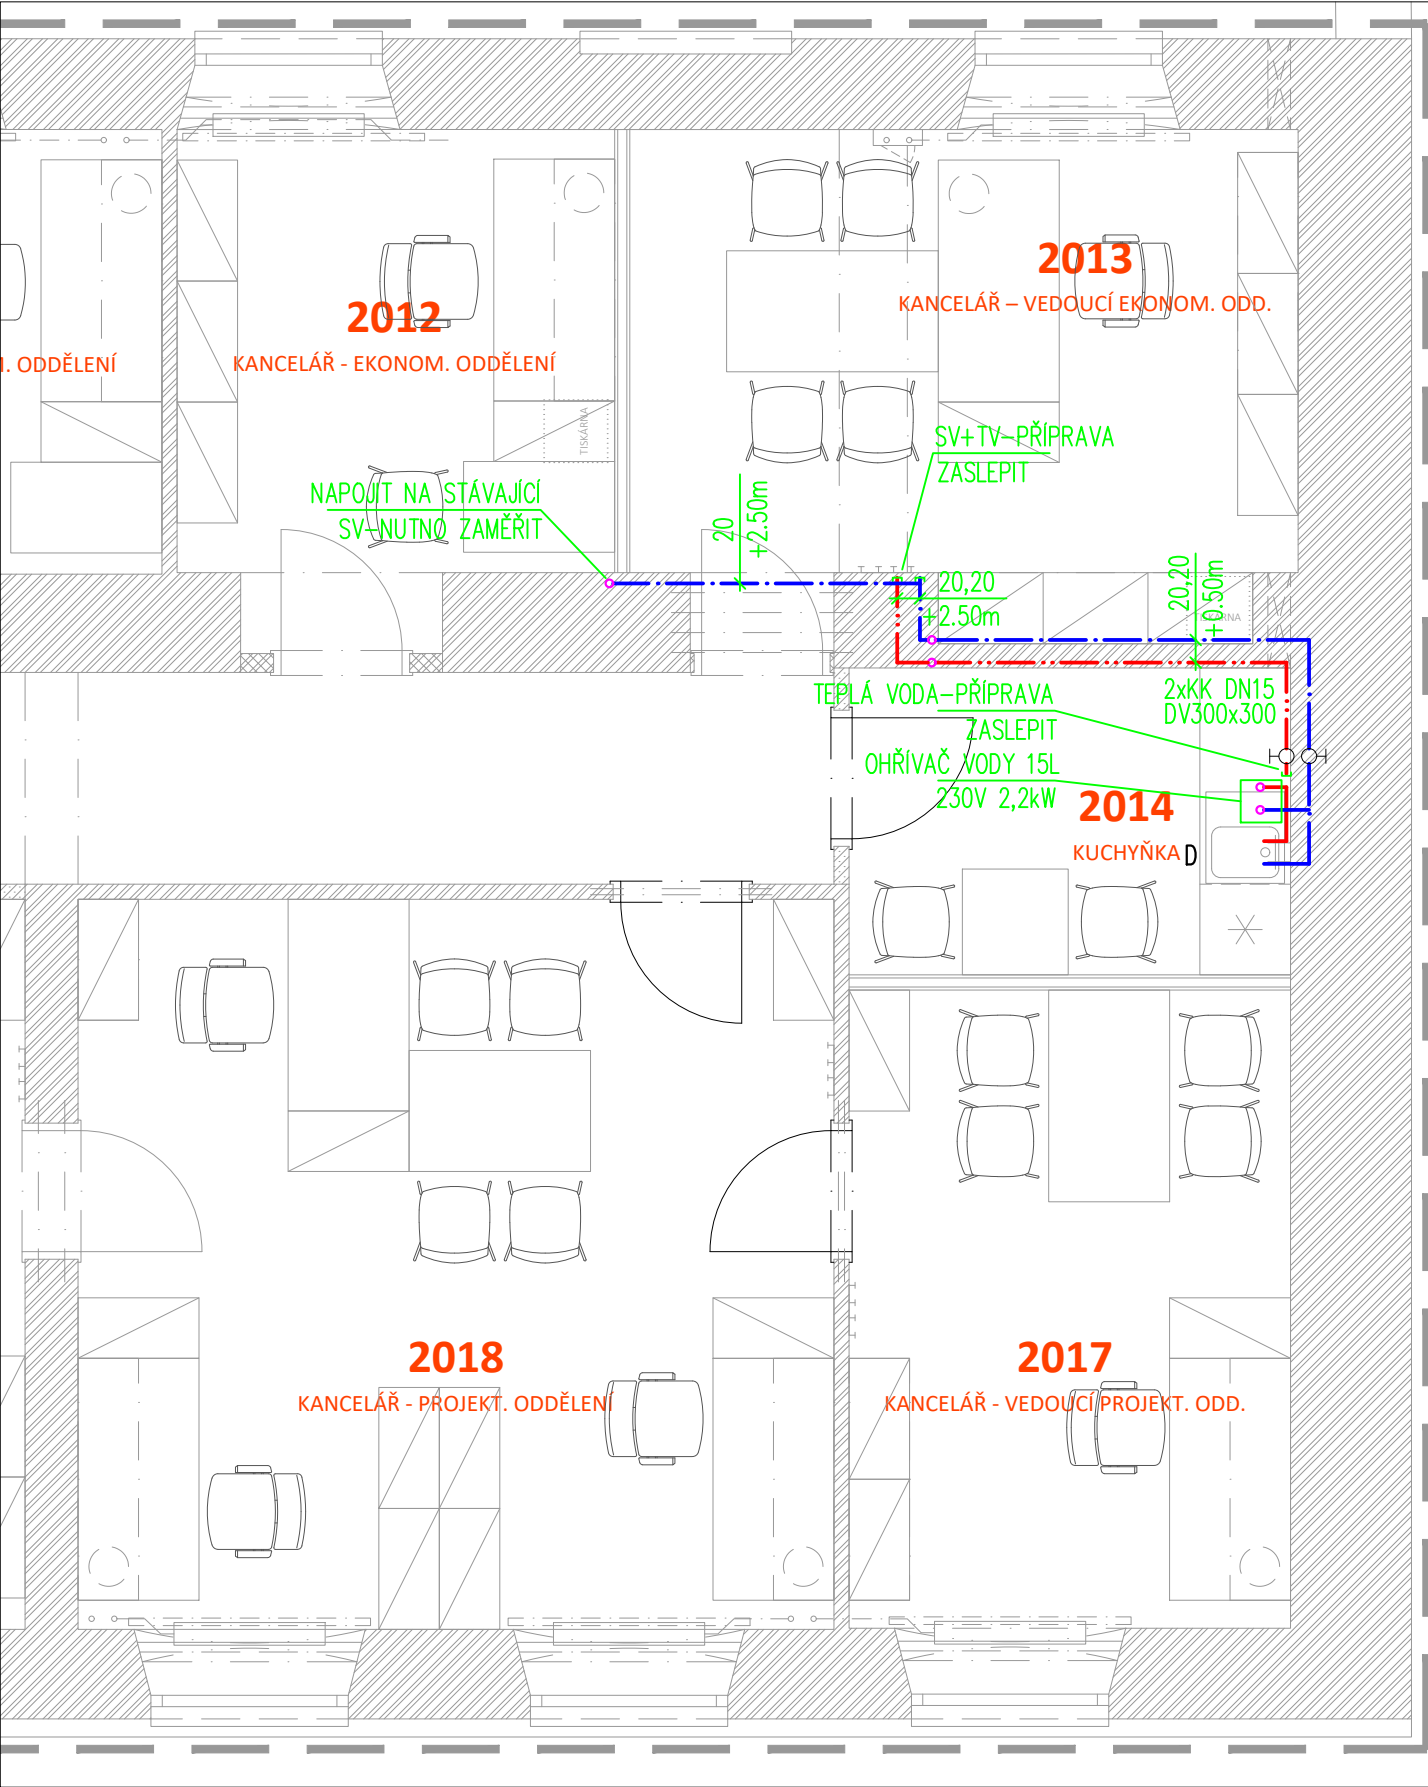 2013
KANCELÁŘ – VEDOUCÍ EKONOM. ODD.
2012
KANCELÁŘ - EKONOM. ODDĚLENÍ
. ODDĚLENÍ
TISKÁRNA
SV+TV-PŘÍPRAVA
ZASLEPIT
NAPOJIT NA STÁVAJÍCÍ
SV-NUTNO ZAMĚŘIT
20
+2.50m
20,20
+2.50m
20,20
+0.50m
TISKÁRNA
TEPLÁ VODA-PŘÍPRAVA
ZASLEPIT
2xKK DN15
DV300x300
OHŘÍVAČ VODY 15L
230V 2,2kW
2014
KUCHYŇKA
D
2018
KANCELÁŘ - PROJEKT. ODDĚLENÍ
2017
KANCELÁŘ - VEDOUCÍ PROJEKT. ODD.